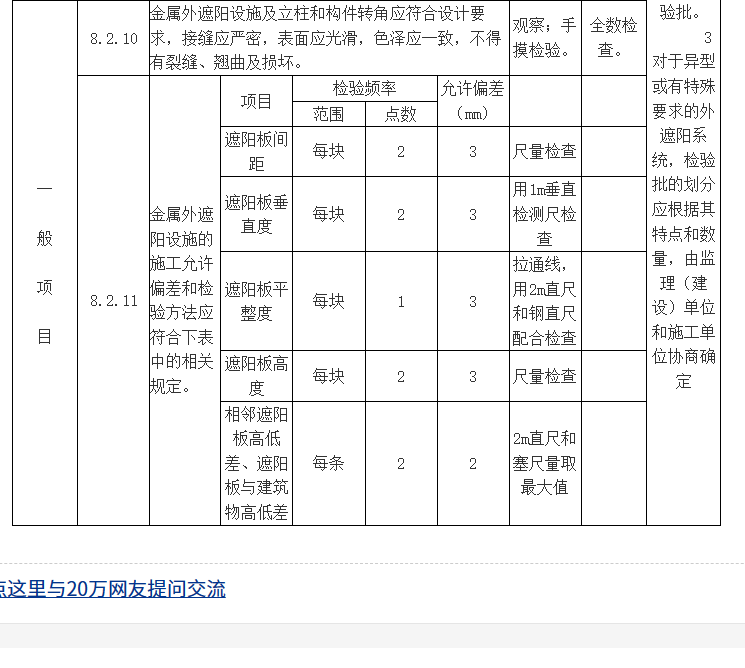 一
般
项
目
8.2.10
金属外遮阳设施及立柱和构件转角应符合设计要
求，接缝应严密，表面应光滑，色泽应一致，不得
有裂缝、翘曲及损坏。
观察；手
摸检验。
全数检
查。
验批。
3
对于异型
或有特殊
要求的外
遮阳系
统，检验
批的划分
应根据其
特点和数
量，由监
理（建
设）单位
和施工单
位协商确
定
8.2.11
金属外遮
阳设施的
施工允许
偏差和检
验方法应
符合下表
中的相关
规定。
项目
检验频率
范围
点数
允许偏差
（mm）
遮阳板间
距
每块
2
3
尺量检查
遮阳板垂
直度
每块
2
3
用1m垂直
检测尺检
查
遮阳板平
整度
每块
1
3
拉通线，
用2m直尺
和钢直尺
配合检查
遮阳板高
度
每块
2
3
尺量检查
相邻遮阳
板高低
差、遮阳
板与建筑
物高低差
每条
2
2
2m直尺和
塞尺量取
最大值
点这里与20万网友提问交流